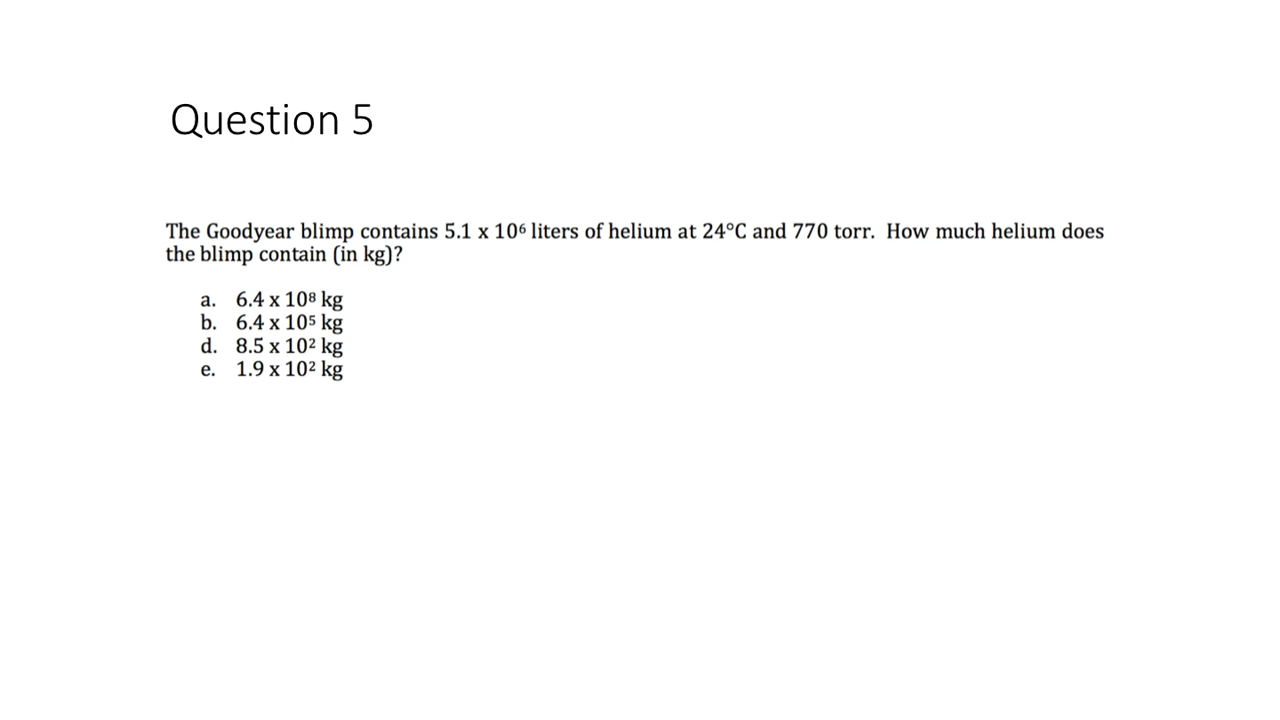 Question 5
The Goodyear blimp contains 5.1 x 10⁶ liters of helium at 24°C and 770 torr. How much helium does
the blimp contain (in kg)?
a. 6.4 x 10⁸ kg
b. 6.4 x 10⁵ kg
d. 8.5 x 10² kg
e. 1.9 x 10² kg